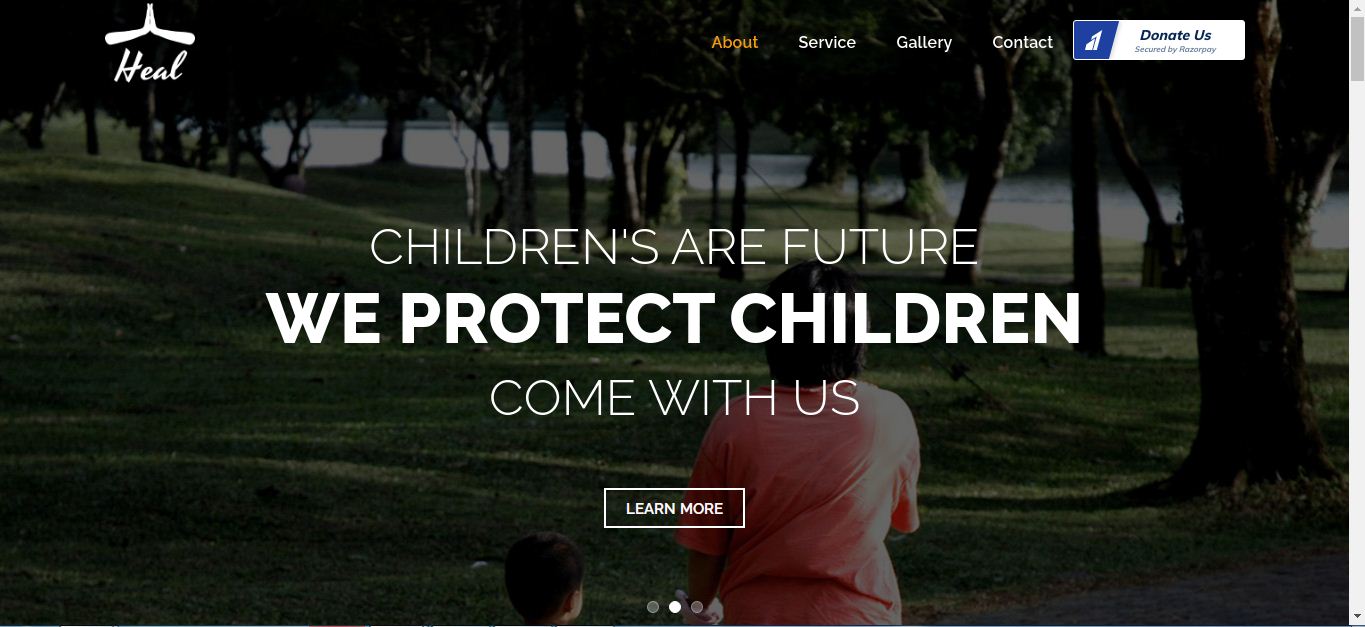 Heal
About
Service
Gallery
Contact
Donate Us
Secured by Razorpay
CHILDREN'S ARE FUTURE
WE PROTECT CHILDREN
COME WITH US
LEARN MORE